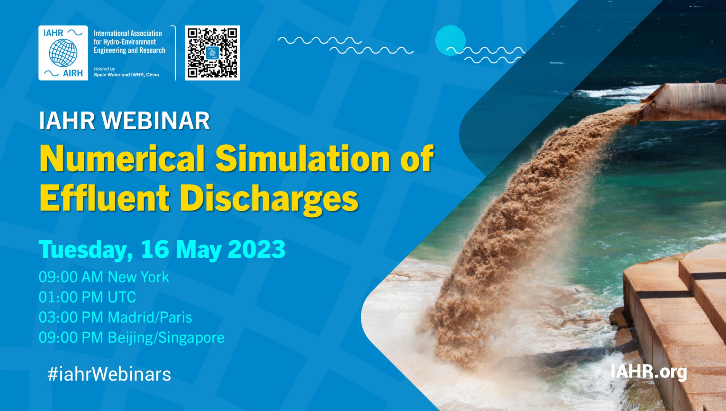 IAHR
AIRH
International Association
for Hydro-Environment
Engineering and Research
Hosted by
Spain Water and IWHR, China
IAHR WEBINAR
Numerical Simulation of
Effluent Discharges
Tuesday, 16 May 2023
09:00 AM New York
01:00 PM UTC
03:00 PM Madrid/Paris
09:00 PM Beijing/Singapore
#iahrWebinars
IAHR.org